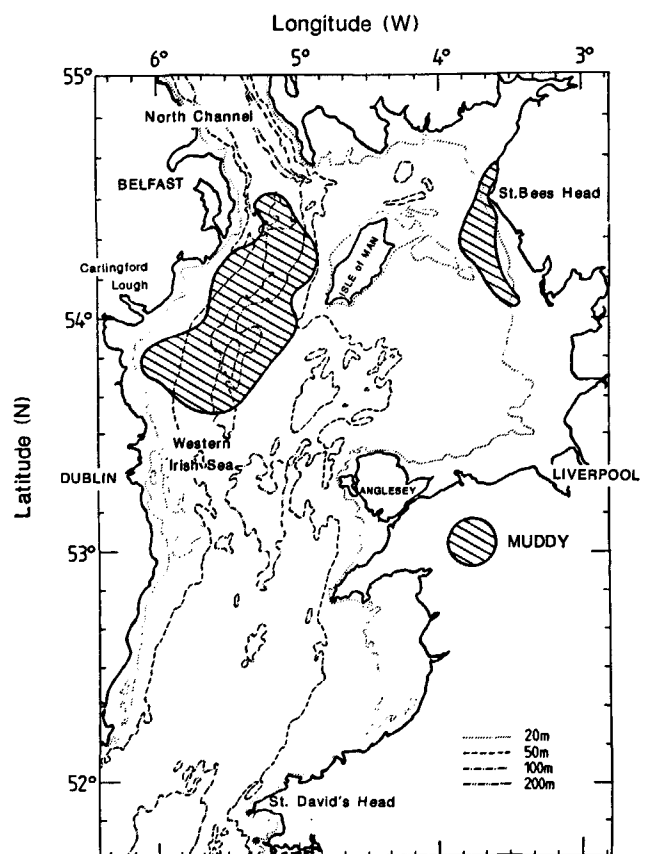 Longitude (W)
6° 5° 4° 3°
55°
North Channel
BELFAST
St. Bees Head
Carlingford
Lough
ISLE of MAN
54°
Latitude (N)
Western
Irish Sea
DUBLIN
ANGLESEY
LIVERPOOL
53°
MUDDY
20m
50m
100m
200m
52°
St. David's Head